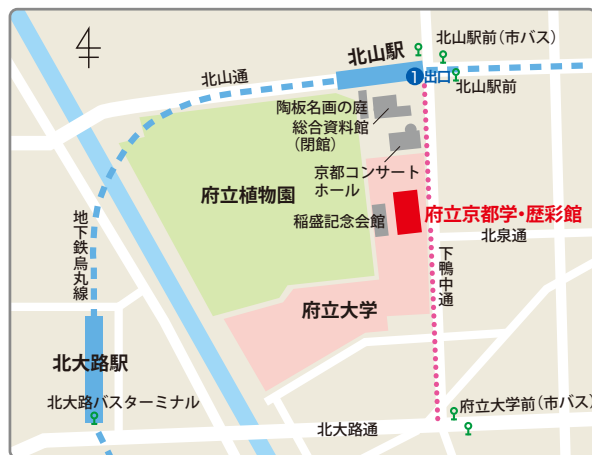 北山駅前(市バス)
北山駅
北山通
1出口
北山駅前
陶板名画の庭
総合資料館
(閉館)
京都コンサート
ホール
府立植物園
府立京都学・歴彩館
稲盛記念会館
北泉通
地下鉄烏丸線
下鴨中通
府立大学
北大路駅
北大路バスターミナル
府立大学前(市バス)
北大路通